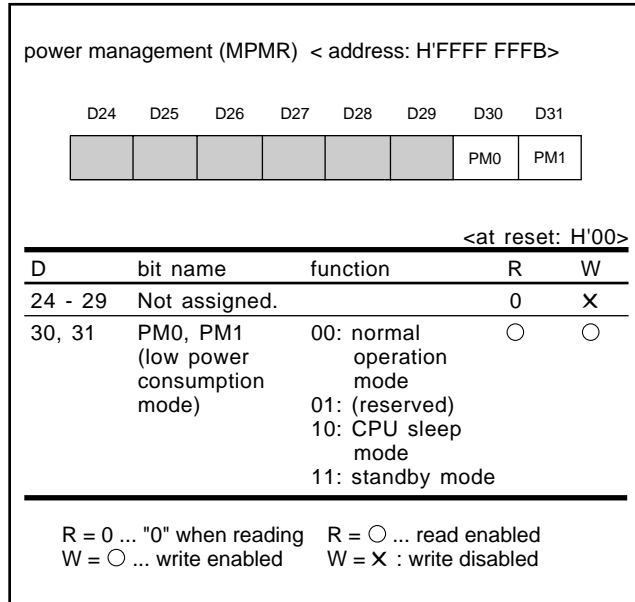 power management (MPMR) < address: H'FFFF FFFB>
D24 D25 D26 D27 D28 D29 D30 D31
PM0 PM1
<at reset: H'00>
D bit name function R W
24 - 29 Not assigned. 0 ✕
30, 31 PM0, PM1 00: normal ○ ○
(low power operation
consumption mode
mode) 01: (reserved)
10: CPU sleep
mode
11: standby mode
R = 0 ... "0" when reading R = ○ ... read enabled
W = ○ ... write enabled W = ✕ : write disabled